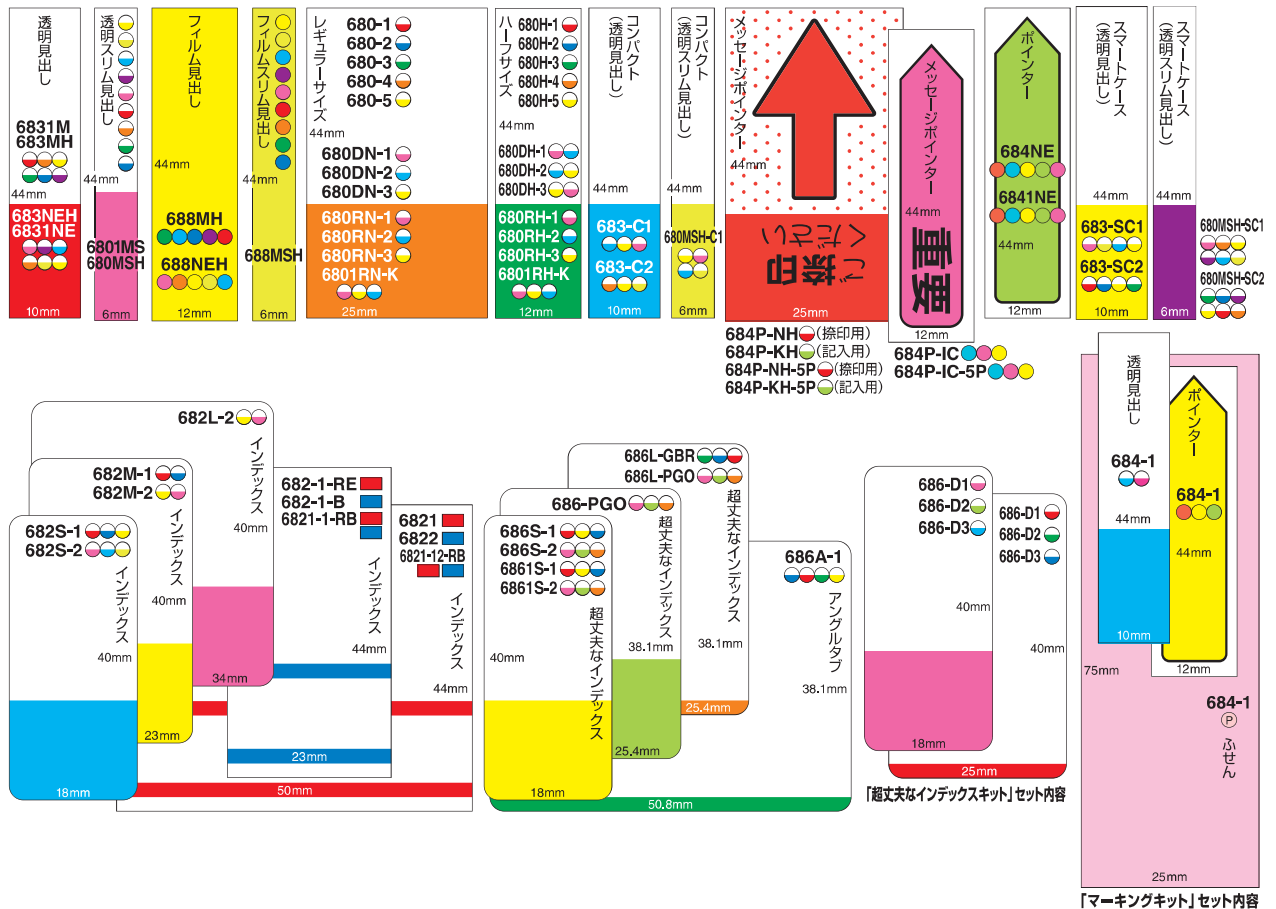 透明見出し
6831M
683MH
44mm
683NEH
6831NE
10mm
透明スリム見出し
44mm
6801MS
680MSH
6mm
フィルム見出し
44mm
688MH
688NEH
12mm
フィルムスリム見出し
44mm
688MSH
6mm
レギュラーサイズ
680-1
680-2
680-3
680-4
680-5
44mm
680DN-1
680DN-2
680DN-3
680RN-1
680RN-2
680RN-3
6801RN-K
25mm
ハーフサイズ
680H-1
680H-2
680H-3
680H-4
680H-5
44mm
680DH-1
680DH-2
680DH-3
680RH-1
680RH-2
680RH-3
6801RH-K
12mm
コンパクト
(透明見出し)
44mm
683-C1
683-C2
10mm
コンパクト
(透明スリム見出し)
44mm
680MSH-C1
6mm
メッセージポインター
44mm
ご捺印
ください
25mm
684P-NH(捺印用)
684P-KH(記入用)
684P-NH-5P(捺印用)
684P-KH-5P(記入用)
メッセージポインター
44mm
重要
12mm
684P-IC
684P-IC-5P
ポインター
684NE
6841NE
44mm
12mm
スマートケース
(透明見出し)
44mm
683-SC1
683-SC2
10mm
スマートケース
(透明スリム見出し)
44mm
6mm
680MSH-SC1
680MSH-SC2
682L-2
インデックス
40mm
34mm
682M-1
682M-2
インデックス
40mm
23mm
682S-1
682S-2
インデックス
40mm
18mm
682-1-RE
682-1-B
6821-1-RB
インデックス
44mm
23mm
6821
6822
6821-12-RB
インデックス
44mm
50mm
686L-GBR
686L-PGO
超丈夫なインデックス
38.1mm
25.4mm
686-PGO
超丈夫なインデックス
38.1mm
25.4mm
686S-1
686S-2
6861S-1
6861S-2
超丈夫なインデックス
40mm
18mm
686A-1
アングルタブ
38.1mm
50.8mm
686-D1
686-D2
686-D3
40mm
18mm
686-D1
686-D2
686-D3
40mm
25mm
「超丈夫なインデックスキット」セット内容
透明見出し
684-1
44mm
10mm
ポインター
684-1
44mm
12mm
75mm
684-1
P
ふせん
25mm
「マーキングキット」セット内容